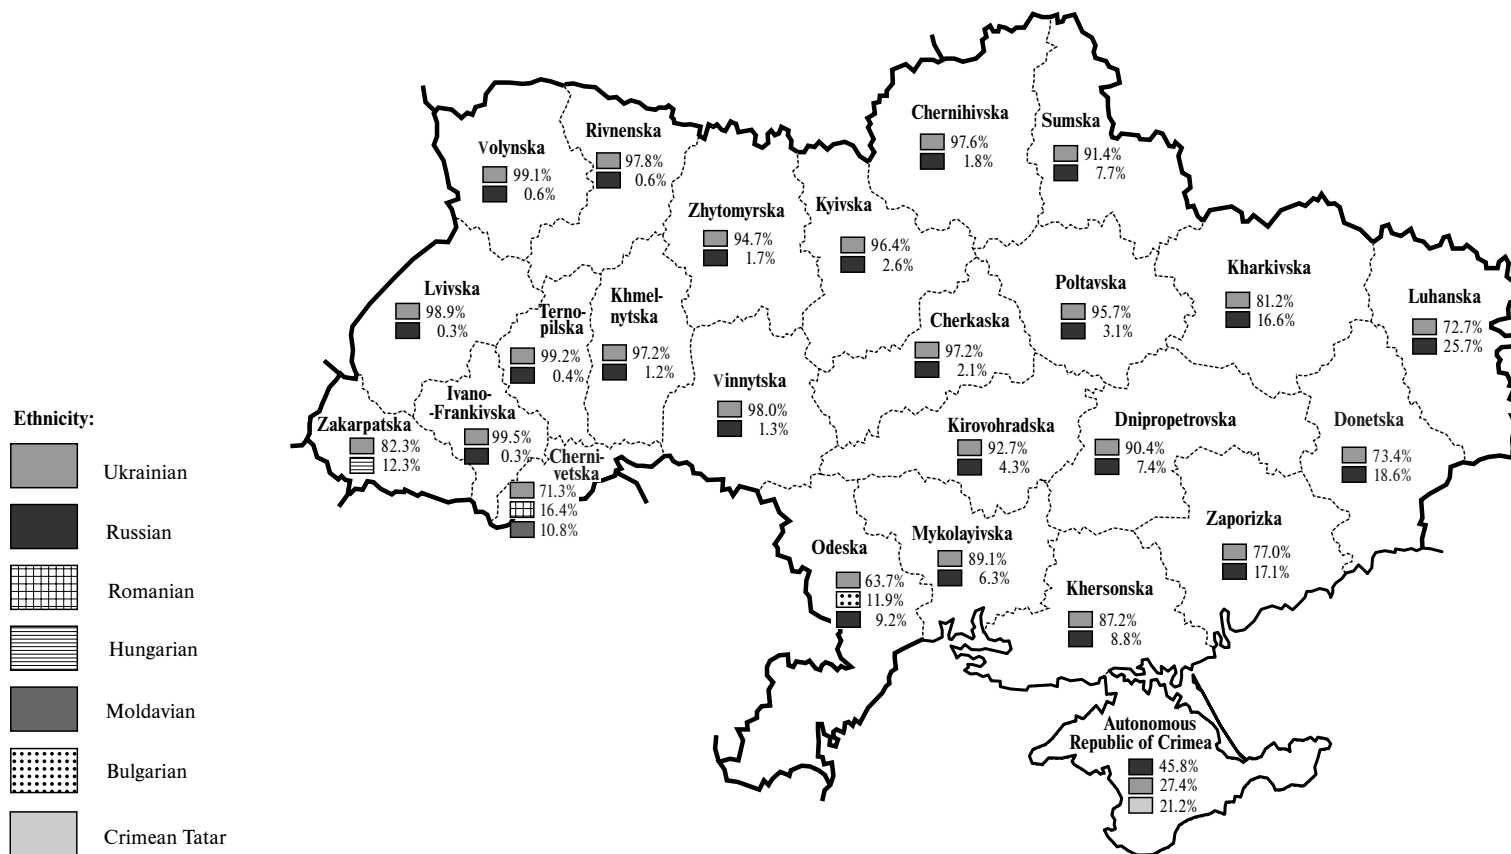 Ethnicity:
Ukrainian
Russian
Romanian
Hungarian
Moldavian
Bulgarian
Crimean Tatar
Volynska
99.1%
0.6%
Rivnenska
97.8%
0.6%
Zhytomyrska
94.7%
1.7%
Kyivska
96.4%
2.6%
Chernihivska
97.6%
1.8%
Sumska
91.4%
7.7%
Lvivska
98.9%
0.3%
Terno-
pilska
99.2%
0.4%
Khmel-
nytska
97.2%
1.2%
Vinnytska
98.0%
1.3%
Cherkaska
97.2%
2.1%
Poltavska
95.7%
3.1%
Kharkivska
81.2%
16.6%
Luhanska
72.7%
25.7%
Zakarpatska
82.3%
12.3%
Ivano-
-Frankivska
99.5%
0.3%
Cherni-
vetska
71.3%
16.4%
10.8%
Kirovohradska
92.7%
4.3%
Dnipropetrovska
90.4%
7.4%
Donetska
73.4%
18.6%
Odeska
63.7%
11.9%
9.2%
Mykolayivska
89.1%
6.3%
Khersonska
87.2%
8.8%
Zaporizka
77.0%
17.1%
Autonomous
Republic of Crimea
45.8%
27.4%
21.2%